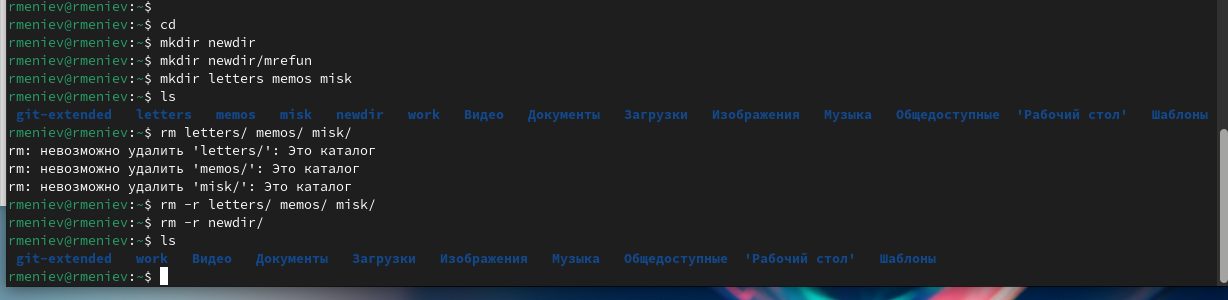 rmeniev@rmeniev:~$
rmeniev@rmeniev:~$ cd
rmeniev@rmeniev:~$ mkdir newdir
rmeniev@rmeniev:~$ mkdir newdir/mrefun
rmeniev@rmeniev:~$ mkdir letters memos misk
rmeniev@rmeniev:~$ ls
git-extended letters memos misk newdir work Видео Документы Загрузки Изображения Музыка Общедоступные 'Рабочий стол' Шаблоны
rmeniev@rmeniev:~$ rm letters/ memos/ misk/
rm: невозможно удалить 'letters/': Это каталог
rm: невозможно удалить 'memos/': Это каталог
rm: невозможно удалить 'misk/': Это каталог
rmeniev@rmeniev:~$ rm -r letters/ memos/ misk/
rmeniev@rmeniev:~$ rm -r newdir/
rmeniev@rmeniev:~$ ls
git-extended work Видео Документы Загрузки Изображения Музыка Общедоступные 'Рабочий стол' Шаблоны
rmeniev@rmeniev:~$